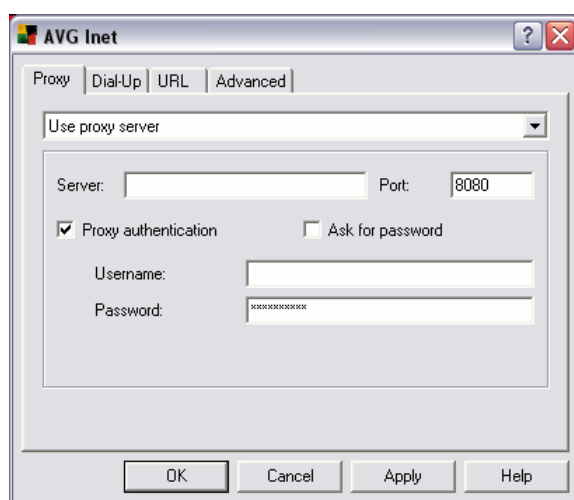 AVG Inet
Proxy Dial-Up URL Advanced
Use proxy server
Server: Port: 8080
Proxy authentication Ask for password
Username:
Password: **********
OK Cancel Apply Help